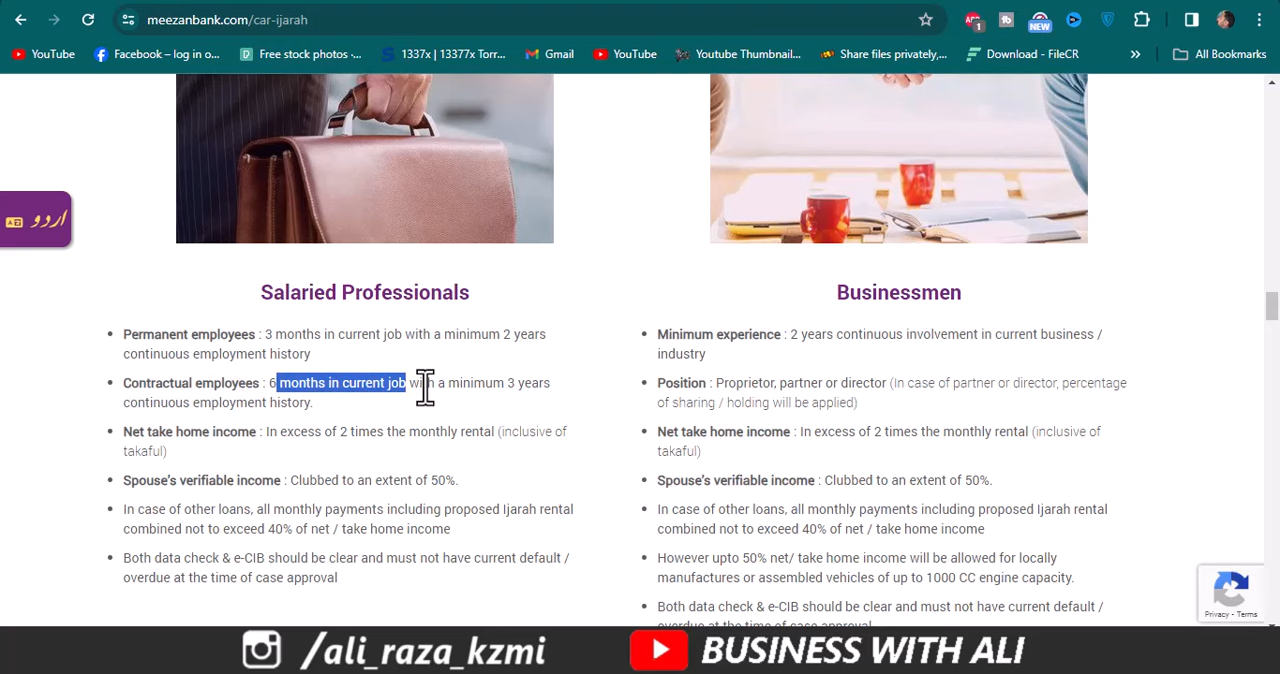 meezanbank.com/car-ijarah
1
NEW
YouTube
Facebook – log in o...
Free stock photos -...
1337x | 13377x Torr...
Gmail
YouTube
Youtube Thumbnail...
Share files privately,...
Download - FileCR
»
All Bookmarks
اردو
Salaried Professionals
• Permanent employees : 3 months in current job with a minimum 2 years
continuous employment history
• Contractual employees : 6 months in current job with a minimum 3 years
continuous employment history.
• Net take home income : In excess of 2 times the monthly rental (inclusive of
takaful)
• Spouse's verifiable income : Clubbed to an extent of 50%.
• In case of other loans, all monthly payments including proposed Ijarah rental
combined not to exceed 40% of net / take home income
• Both data check & e-CIB should be clear and must not have current default /
overdue at the time of case approval
Businessmen
• Minimum experience : 2 years continuous involvement in current business /
industry
• Position : Proprietor, partner or director (In case of partner or director, percentage
of sharing / holding will be applied)
• Net take home income : In excess of 2 times the monthly rental (inclusive of
takaful)
• Spouse's verifiable income : Clubbed to an extent of 50%.
• In case of other loans, all monthly payments including proposed Ijarah rental
combined not to exceed 40% of net / take home income
• However upto 50% net/ take home income will be allowed for locally
manufactures or assembled vehicles of up to 1000 CC engine capacity.
• Both data check & e-CIB should be clear and must not have current default /
overdue at the time of case approval
Privacy - Terms
/ali_raza_kzmi
BUSINESS WITH ALI